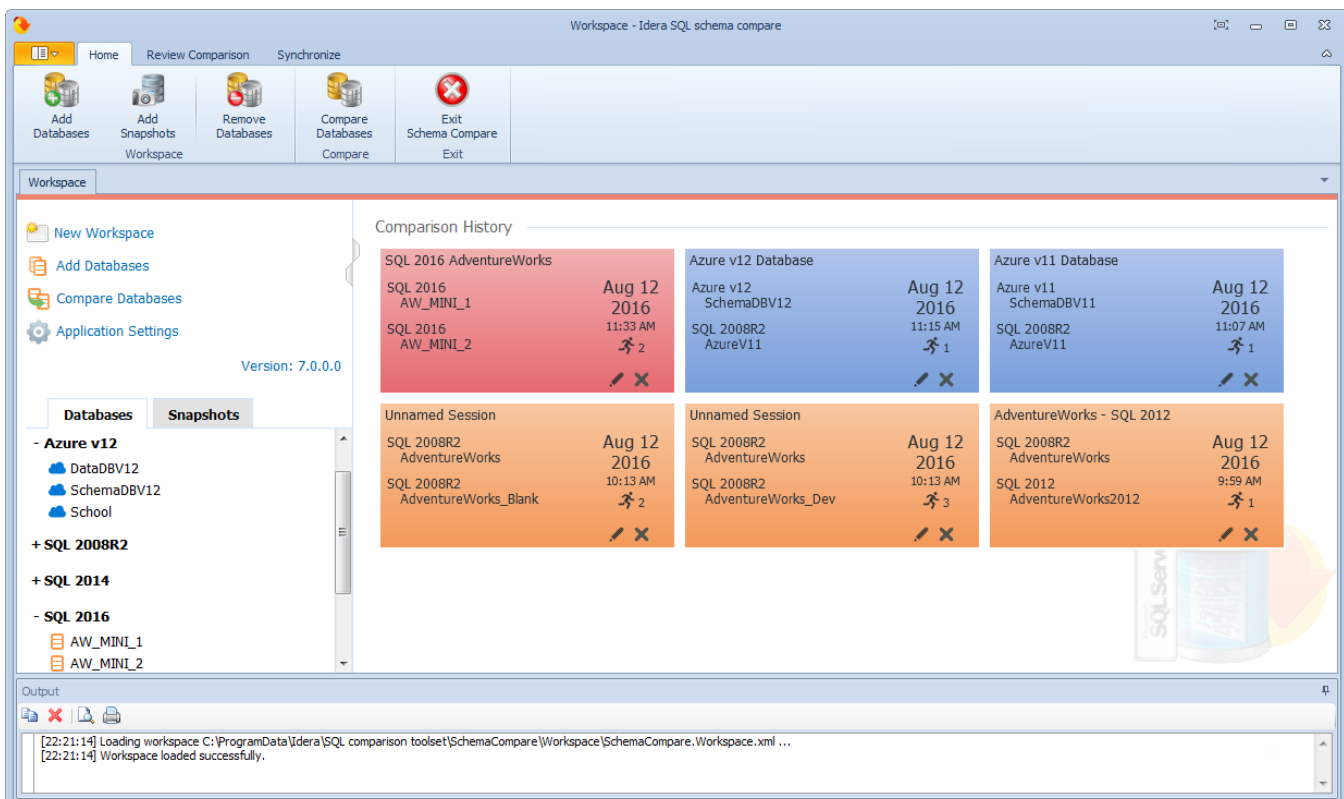 Workspace - Idera SQL schema compare
Home Review Comparison Synchronize
Add Databases
Add Snapshots
Remove Databases
Compare Databases
Exit Schema Compare
Workspace Compare Exit
Workspace
New Workspace
Add Databases
Compare Databases
Application Settings
Version: 7.0.0.0
Databases Snapshots
- Azure v12
DataDBV12
SchemaDBV12
School
+ SQL 2008R2
+ SQL 2014
- SQL 2016
AW_MINI_1
AW_MINI_2
Comparison History
SQL 2016 AdventureWorks
SQL 2016
AW_MINI_1
SQL 2016
AW_MINI_2
Aug 12
2016
11:33 AM
2
Azure v12 Database
Azure v12
SchemaDBV12
SQL 2008R2
AzureV11
Aug 12
2016
11:15 AM
1
Azure v11 Database
Azure v11
SchemaDBV11
SQL 2008R2
AzureV11
Aug 12
2016
11:07 AM
1
Unnamed Session
SQL 2008R2
AdventureWorks
SQL 2008R2
AdventureWorks_Blank
Aug 12
2016
10:13 AM
2
Unnamed Session
SQL 2008R2
AdventureWorks
SQL 2008R2
AdventureWorks_Dev
Aug 12
2016
10:13 AM
3
AdventureWorks - SQL 2012
SQL 2008R2
AdventureWorks
SQL 2012
AdventureWorks2012
Aug 12
2016
9:59 AM
1
SQL Serv
Output
[22:21:14] Loading workspace C:\ProgramData\Idera\SQL comparison toolset\SchemaCompare\Workspace\SchemaCompare.Workspace.xml ...
[22:21:14] Workspace loaded successfully.